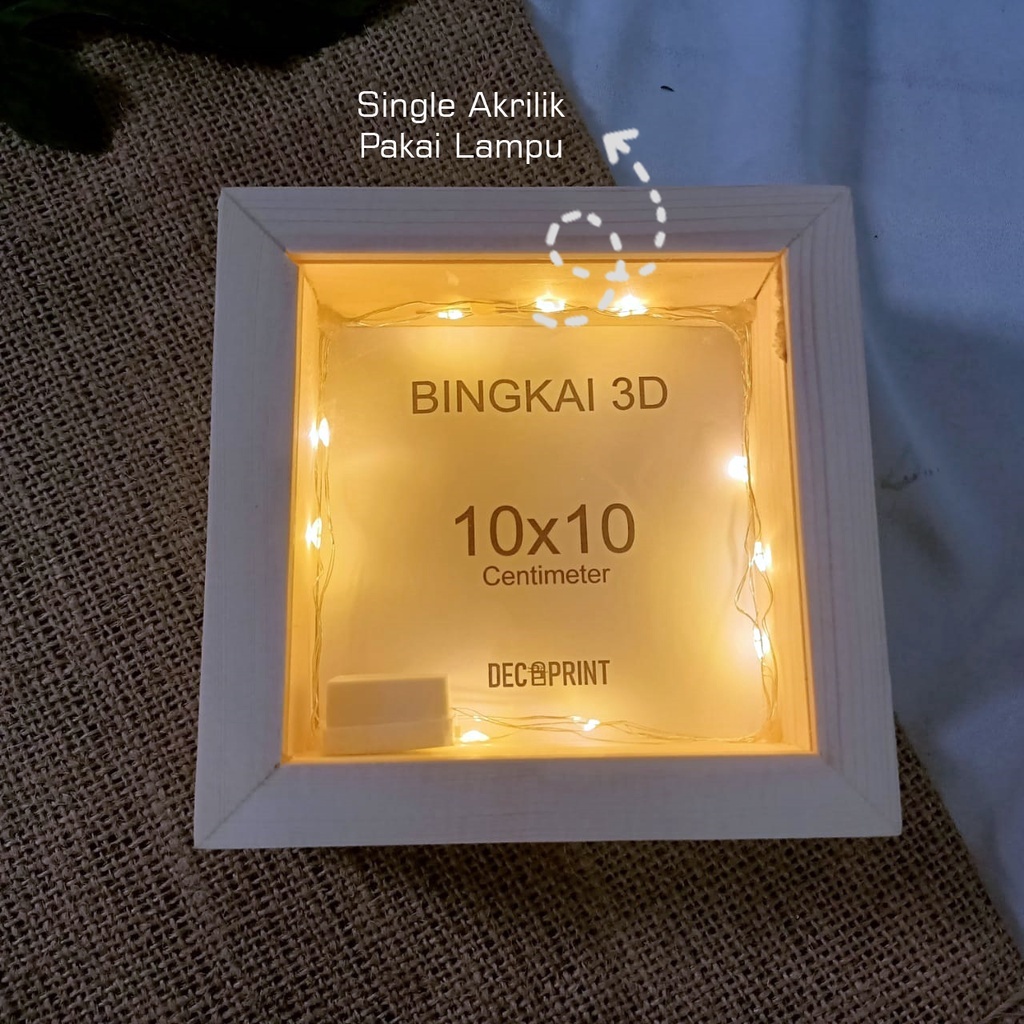 Single Akrilik
Pakai Lampu
BINGKAI 3D
10x10
Centimeter
DECOPRINT